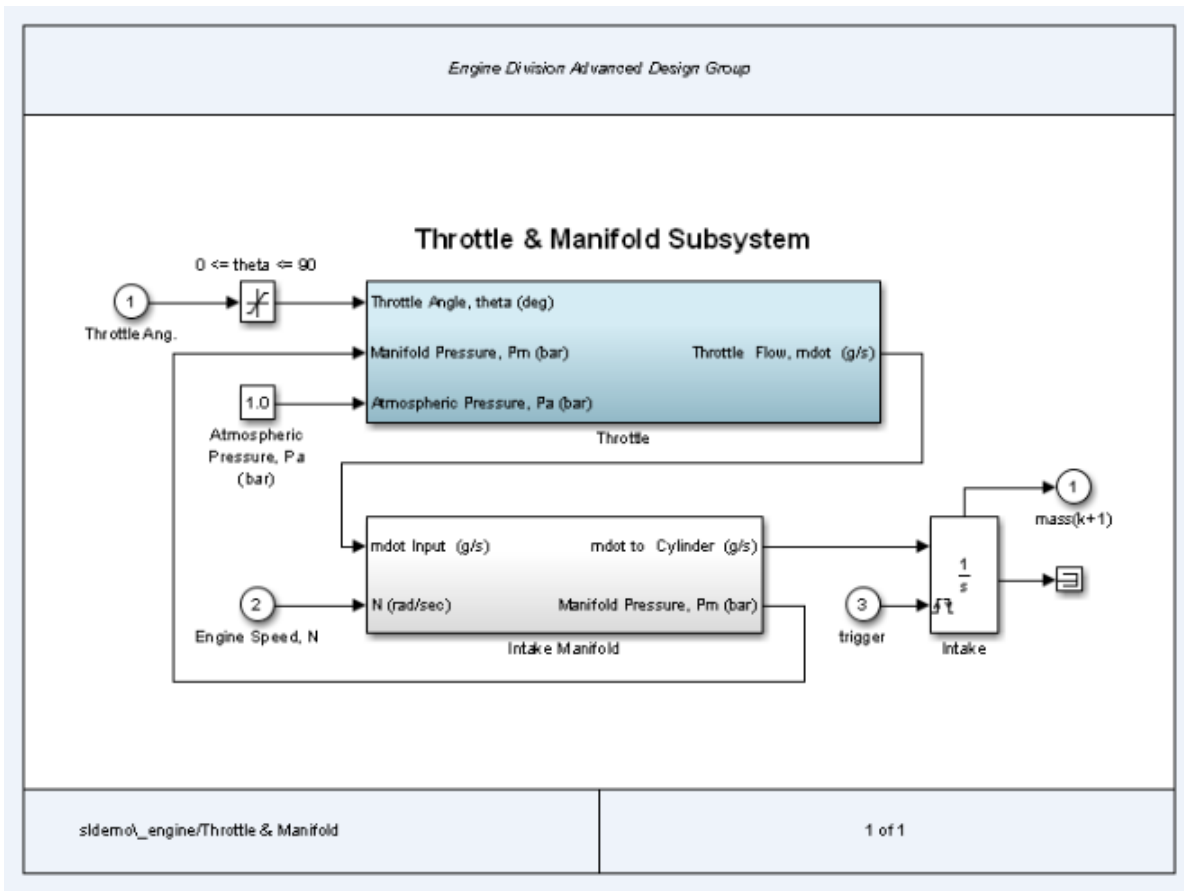 Engine Division Advanced Design Group
Throttle & Manifold Subsystem
0 <= theta <= 90
1
Throttle Ang.
Throttle Angle, theta (deg)
Manifold Pressure, Pm (bar)
Throttle Flow, mdot (g/s)
1.0
Atmospheric Pressure, Pa (bar)
Atmospheric
Pressure, Pa
(bar)
Throttle
1
mass(k+1)
mdot Input (g/s)
mdot to Cylinder (g/s)
1
s
2
N (rad/sec)
Manifold Pressure, Pm (bar)
3
Engine Speed, N
Intake Manifold
trigger
Intake
sldemo\_engine/Throttle & Manifold
1 of 1